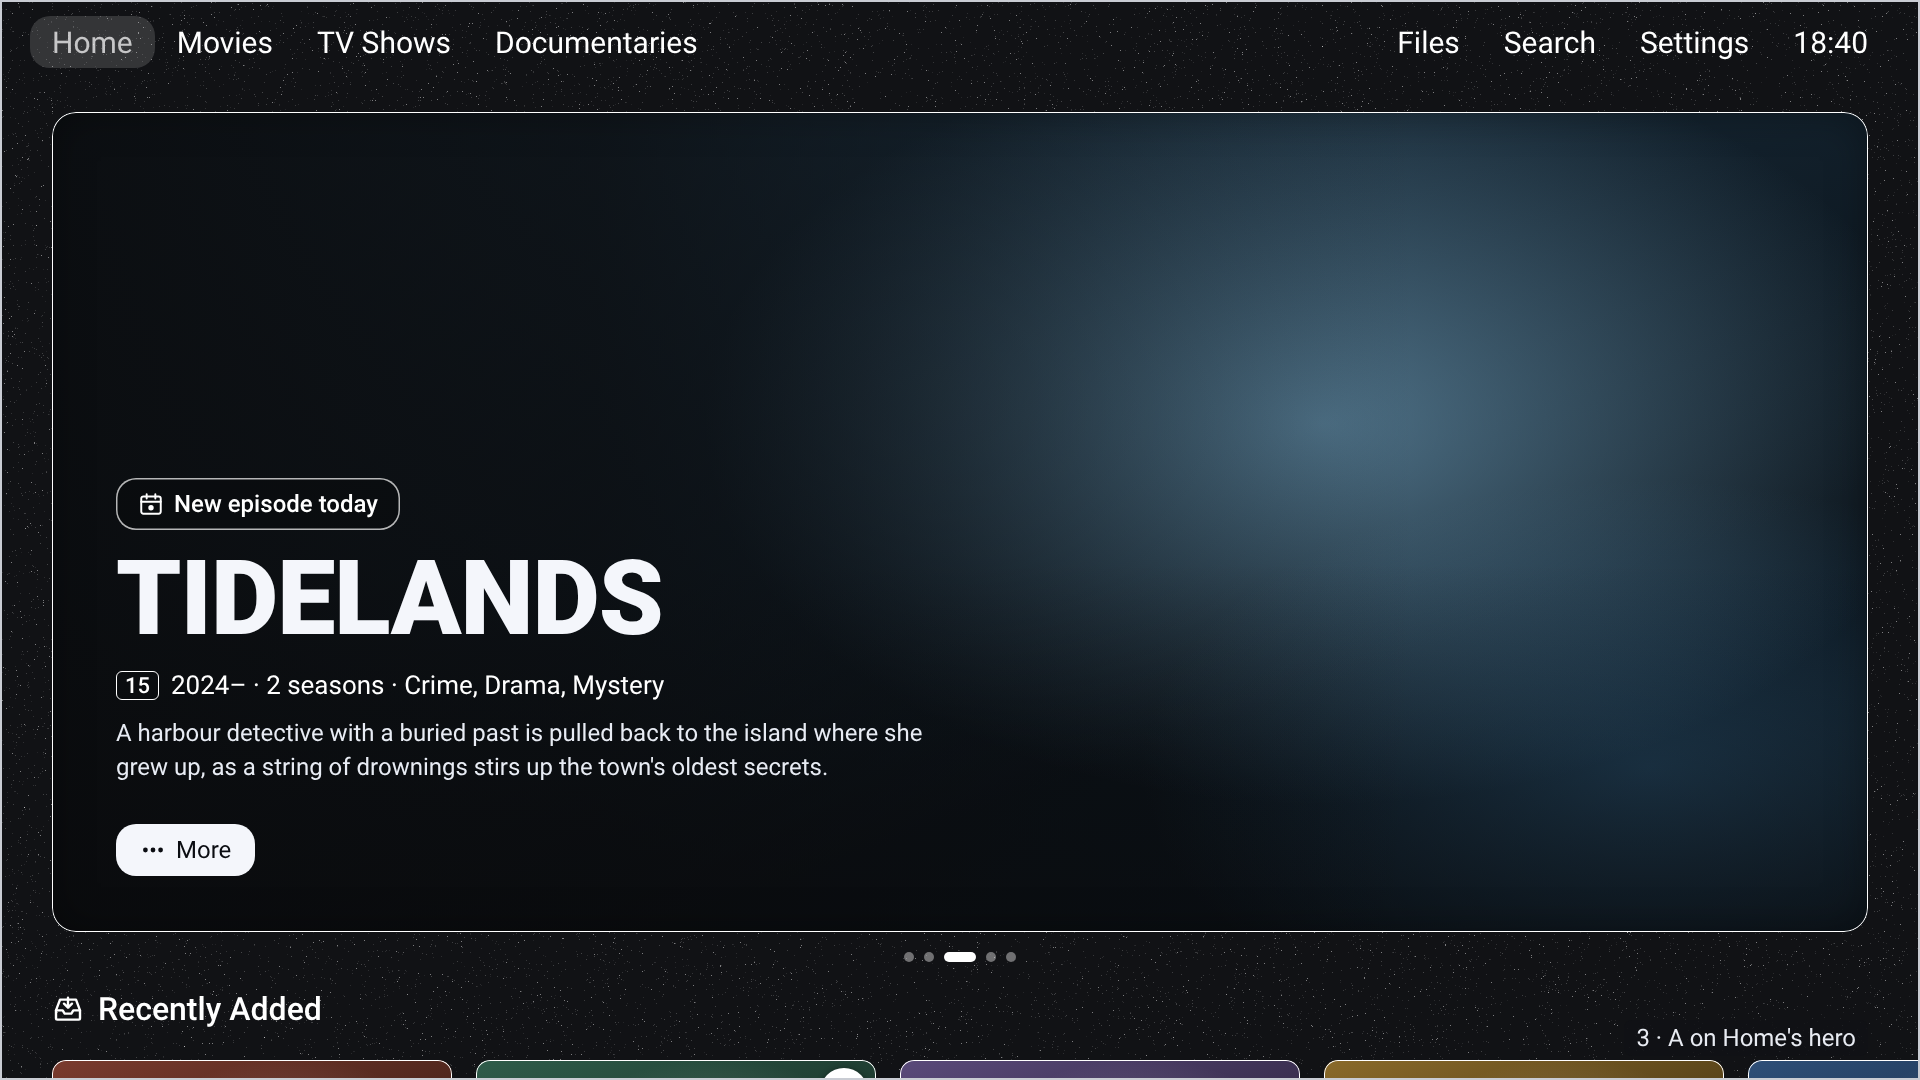 Home Movies TV Shows Documentaries Files Search Settings 18:40
New episode today
TIDELANDS
15 2024– · 2 seasons · Crime, Drama, Mystery
A harbour detective with a buried past is pulled back to the island where she
grew up, as a string of drownings stirs up the town's oldest secrets.
More
Recently Added
3 · A on Home's hero